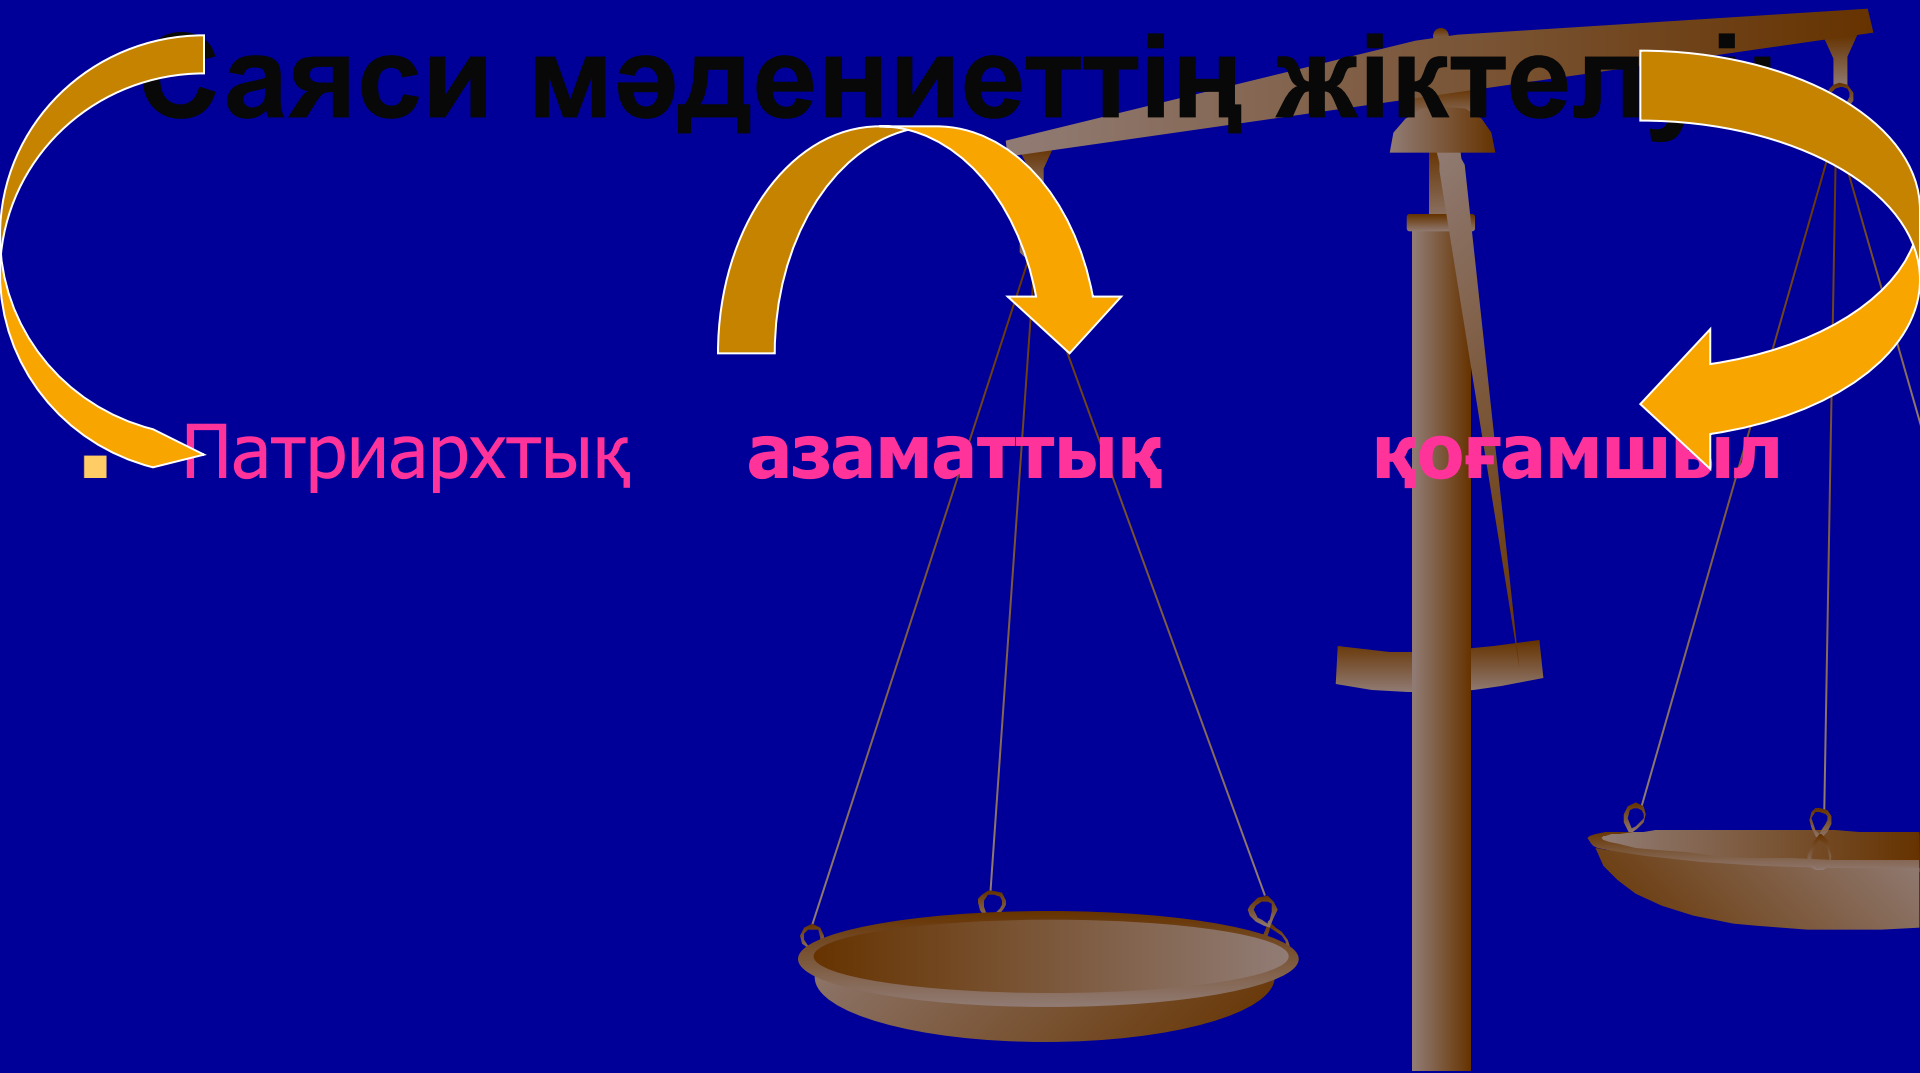 Саяси мәдениеттің жіктелуі
Патриархтық азаматтық қоғамшыл